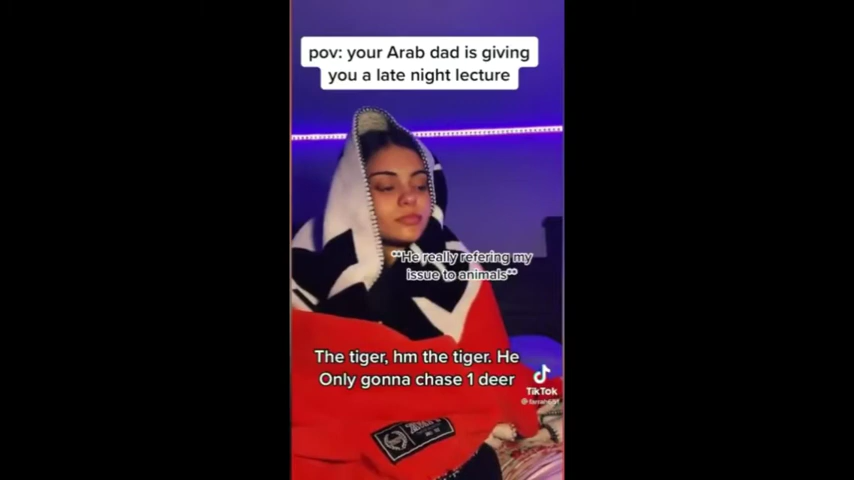 pov: your Arab dad is giving
you a late night lecture
**He really refering my
issue to animals**
The tiger, hm the tiger. He
Only gonna chase 1 deer
TikTok